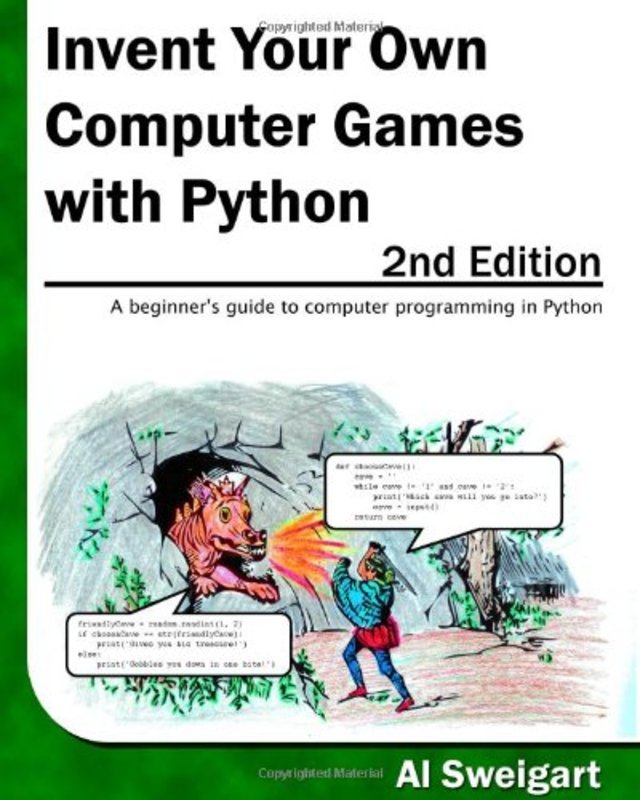 Copyrighted Material
Invent Your Own
Computer Games
with Python
2nd Edition
A beginner's guide to computer programming in Python
def chooseCave():
cave = ''
while cave != '1' and cave != '2':
print('Which cave will you go into?')
cave = input()
return cave
friendlyCave = random.randint(1, 2)
if chooseCave == str(friendlyCave):
print('Gives you his treasure!')
else:
print('Gobbles you down in one bite!')
Copyrighted Material
Al Sweigart